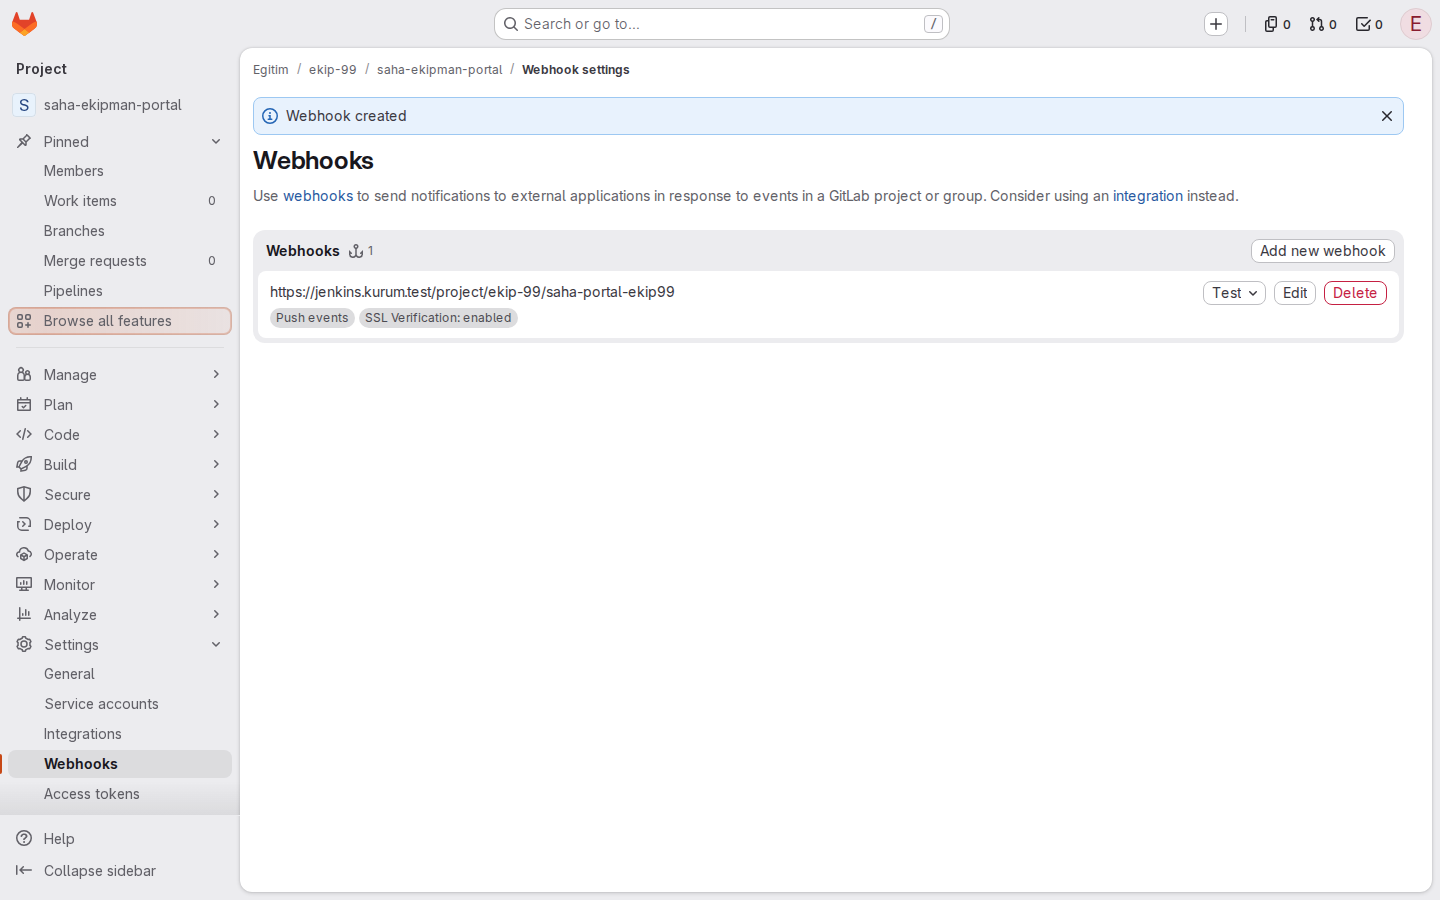 Search or go to...
/
0
0
0
E
Project
S saha-ekipman-portal
Pinned
Members
Work items 0
Branches
Merge requests 0
Pipelines
Browse all features
Manage
Plan
Code
Build
Secure
Deploy
Operate
Monitor
Analyze
Settings
General
Service accounts
Integrations
Webhooks
Access tokens
Help
Collapse sidebar
Egitim / ekip-99 / saha-ekipman-portal / Webhook settings
Webhook created
Webhooks
Use webhooks to send notifications to external applications in response to events in a GitLab project or group. Consider using an integration instead.
Webhooks 1
Add new webhook
https://jenkins.kurum.test/project/ekip-99/saha-portal-ekip99
Test
Edit
Delete
Push events
SSL Verification: enabled